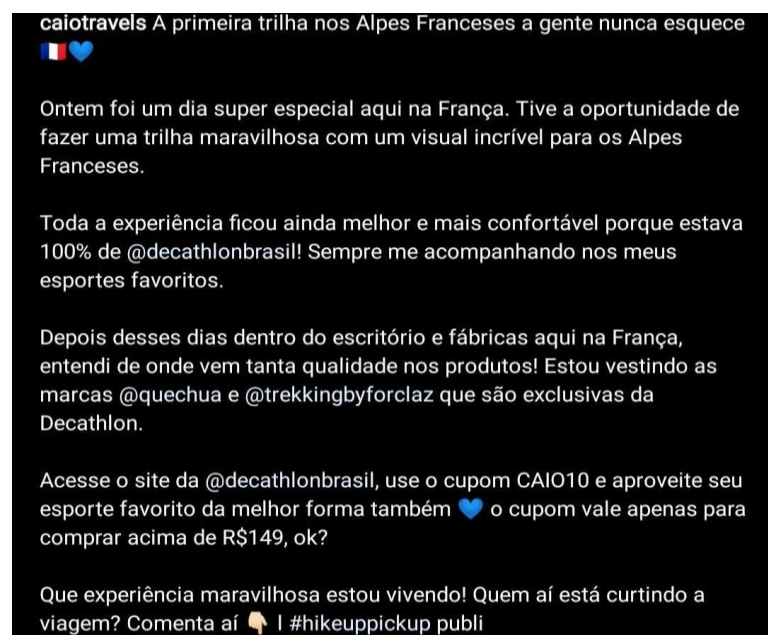 caiotravels A primeira trilha nos Alpes Franceses a gente nunca esquece
🇫🇷💙
Ontem foi um dia super especial aqui na França. Tive a oportunidade de
fazer uma trilha maravilhosa com um visual incrível para os Alpes
Franceses.
Toda a experiência ficou ainda melhor e mais confortável porque estava
100% de @decathlonbrasil! Sempre me acompanhando nos meus
esportes favoritos.
Depois desses dias dentro do escritório e fábricas aqui na França,
entendi de onde vem tanta qualidade nos produtos! Estou vestindo as
marcas @quechua e @trekkingbyforclaz que são exclusivas da
Decathlon.
Acesse o site da @decathlonbrasil, use o cupom CAIO10 e aproveite seu
esporte favorito da melhor forma também 💙 o cupom vale apenas para
comprar acima de R$149, ok?
Que experiência maravilhosa estou vivendo! Quem aí está curtindo a
viagem? Comenta aí 👇🏻 l #hikeuppickup publi